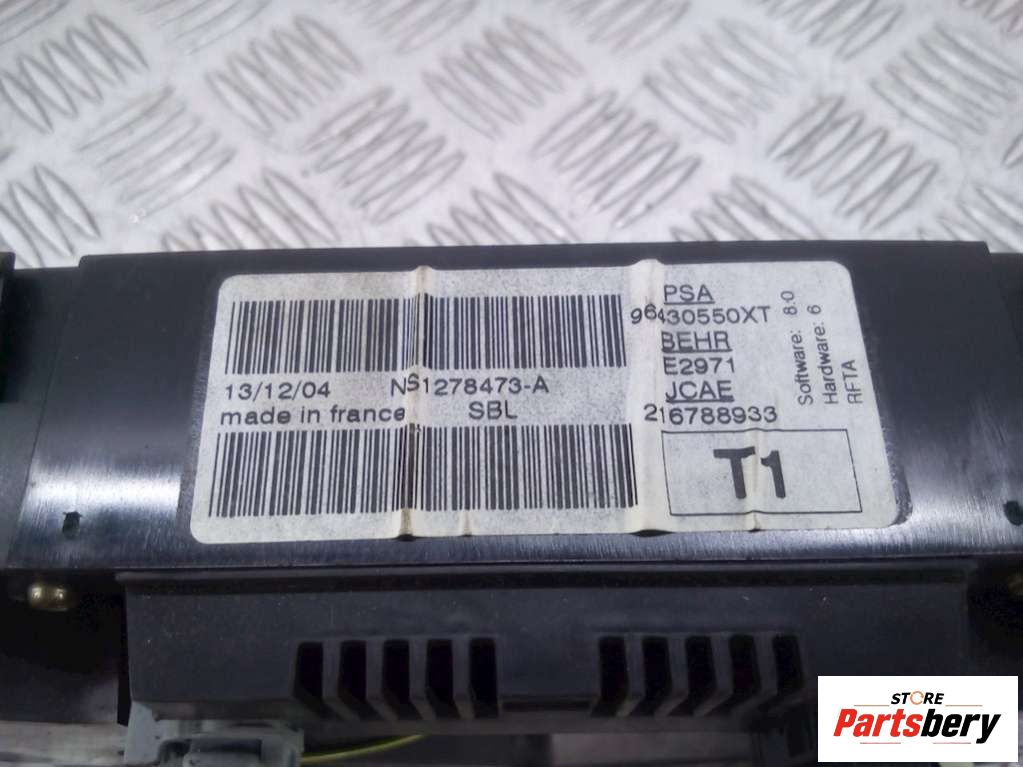 PSA
96430550XT
BEHR
E2971
JCAE
216788933
T1
Software: 8.0
Hardware: 6
RFTA
13/12/04 NS1278473-A
made in france SBL
STORE
Partsbery